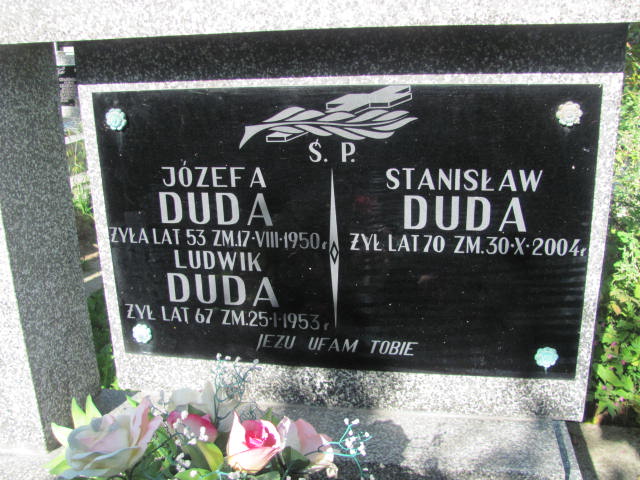 Ś. P.
JÓZEFA
DUDA
ŻYŁA LAT 53 ZM.17·VIII·1950r
LUDWIK
DUDA
ŻYŁ LAT 67 ZM.25·I·1953r
STANISŁAW
DUDA
ŻYŁ LAT 70 ZM.30·X·2004r
JEZU UFAM TOBIE